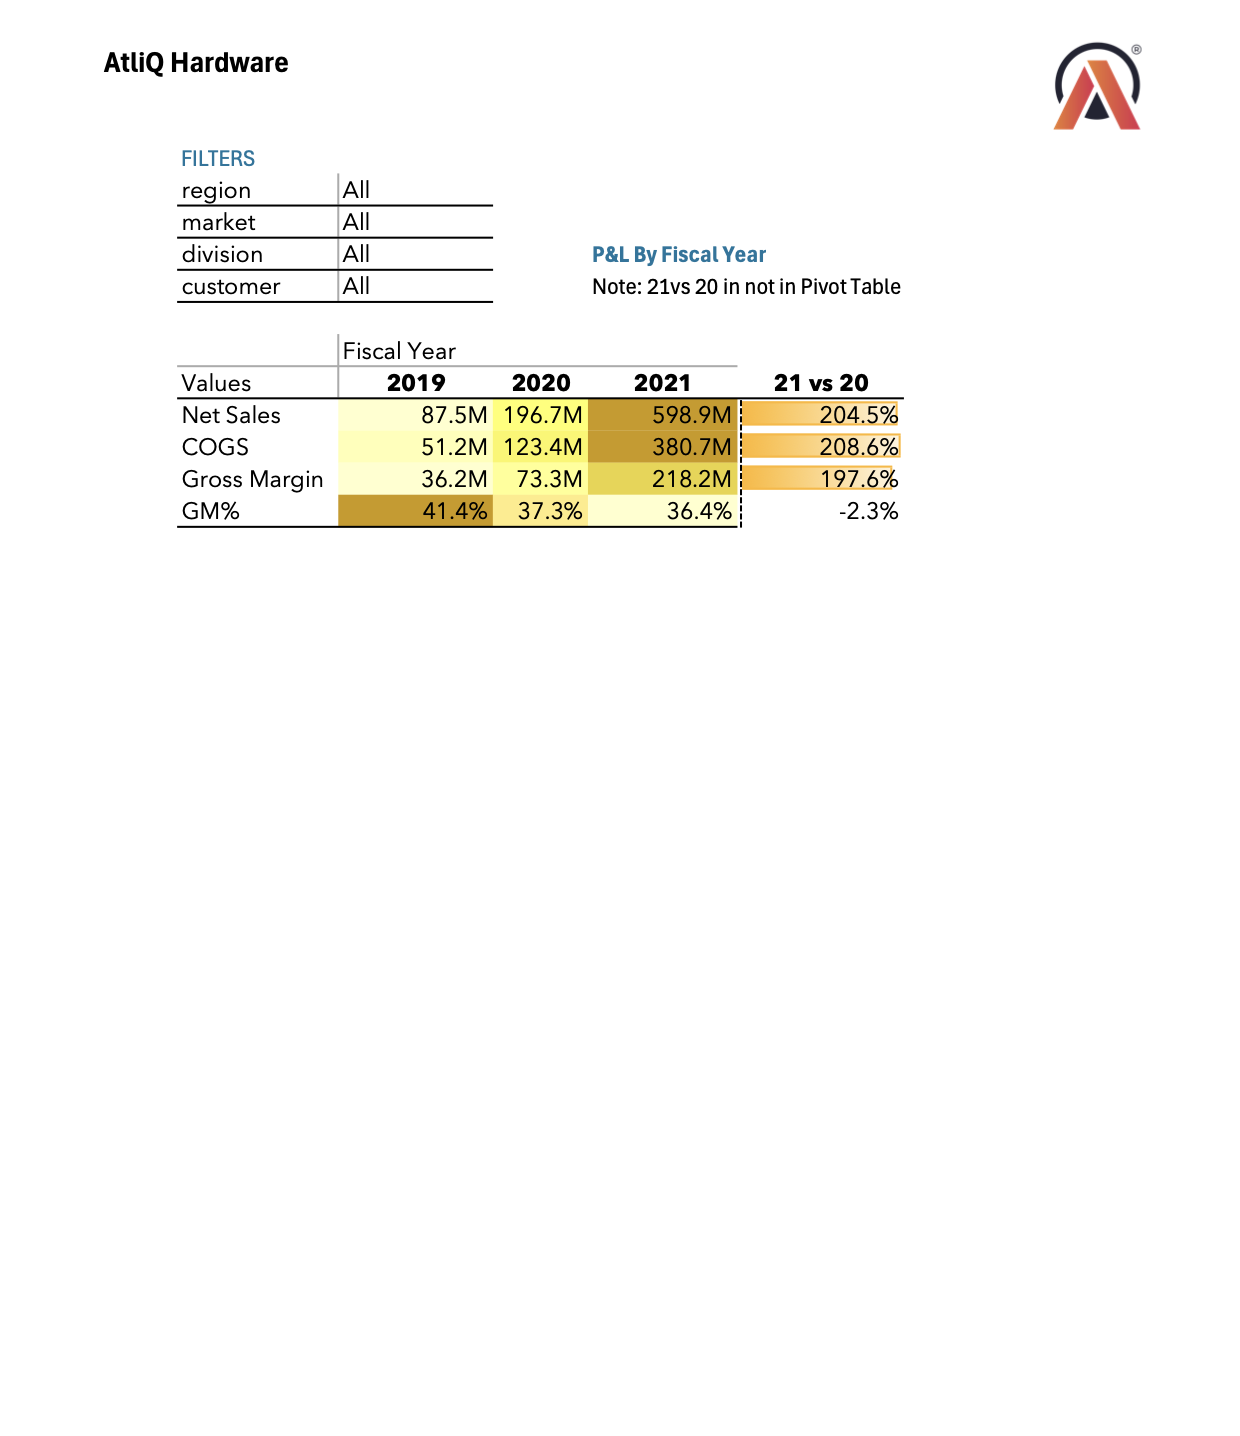 AtliQ Hardware
®
FILTERS
region All
market All
division All
P&L By Fiscal Year
customer All
Note: 21vs 20 in not in Pivot Table
Fiscal Year
Values 2019 2020 2021 21 vs 20
Net Sales 87.5M 196.7M 598.9M 204.5%
COGS 51.2M 123.4M 380.7M 208.6%
Gross Margin 36.2M 73.3M 218.2M 197.6%
GM% 41.4% 37.3% 36.4% -2.3%